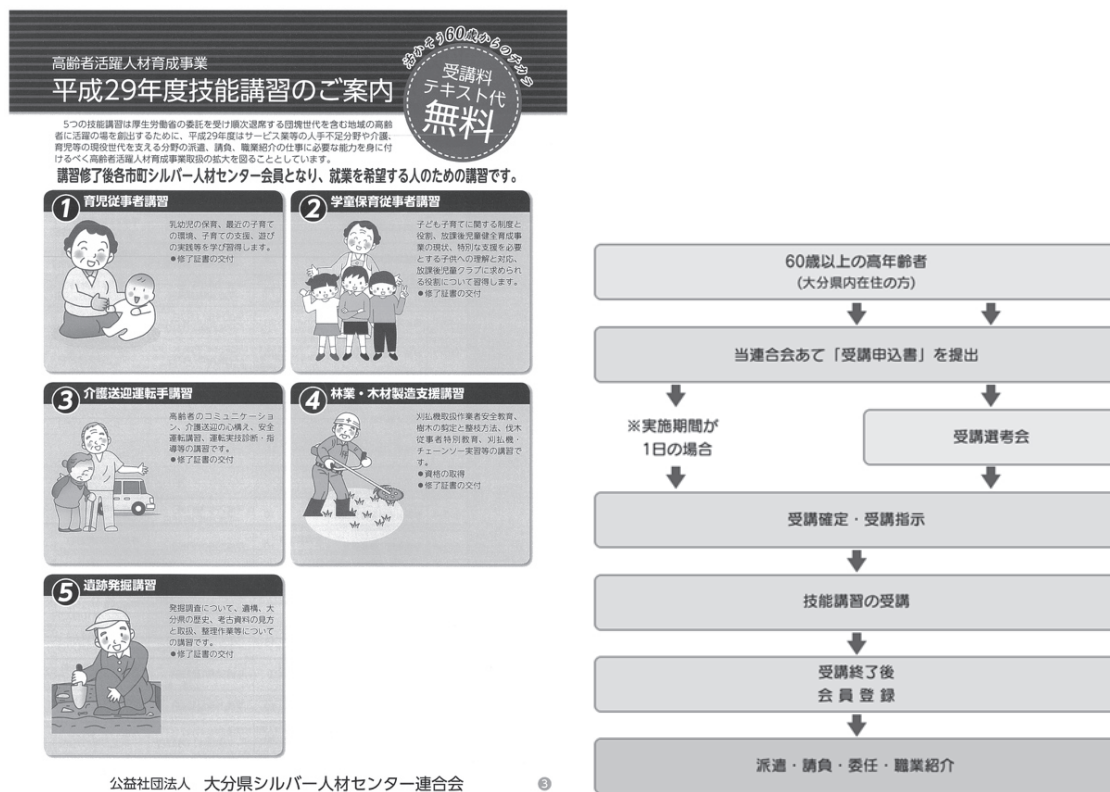 高齢者活躍人材育成事業
平成29年度技能講習のご案内
活かそう60歳からのチカラ
受講料
テキスト代
無料
5つの技能講習は厚生労働省の委託を受け順次退席する団塊世代を含む地域の高齢
者に活躍の場を創出するために、平成29年度はサービス業等の人手不足分野や介護、
育児等の現役世代を支える分野の派遣、請負、職業紹介の仕事に必要な能力を身に付
けるべく高齢者活躍人材育成事業取扱の拡大を図ることとしています。
講習修了後各市町シルバー人材センター会員となり、就業を希望する人のための講習です。
1 育児従事者講習
乳幼児の保育、最近の子育て
の環境、子育ての支援、遊び
の実践等を学び習得します。
●修了証書の交付
2 学童保育従事者講習
子ども子育てに関する制度と
役割、放課後児童健全育成事
業の現状、特別な支援を必要
とする子供への理解と対応、
放課後児童クラブに求められ
る役割について習得します。
●修了証書の交付
3 介護送迎運転手講習
高齢者のコミュニケーショ
ン、介護送迎の心構え、安全
運転講習、運転実技診断・指
導等の講習です。
●修了証書の交付
4 林業・木材製造支援講習
刈払機取扱作業者安全教育、
樹木の剪定と整枝方法、伐木
従事者特別教育、刈払機・
チェーンソー実習等の講習で
す。
●資格の取得
●修了証書の交付
5 遺跡発掘講習
発掘調査について、遺構、大
分県の歴史、考古資料の見方
と取扱、整理作業等について
の講習です。
●修了証書の交付
公益社団法人 大分県シルバー人材センター連合会
3
60歳以上の高年齢者
(大分県内在住の方)
当連合会あて「受講申込書」を提出
※実施期間が
1日の場合
受講選考会
受講確定・受講指示
技能講習の受講
受講終了後
会員登録
派遣・請負・委任・職業紹介